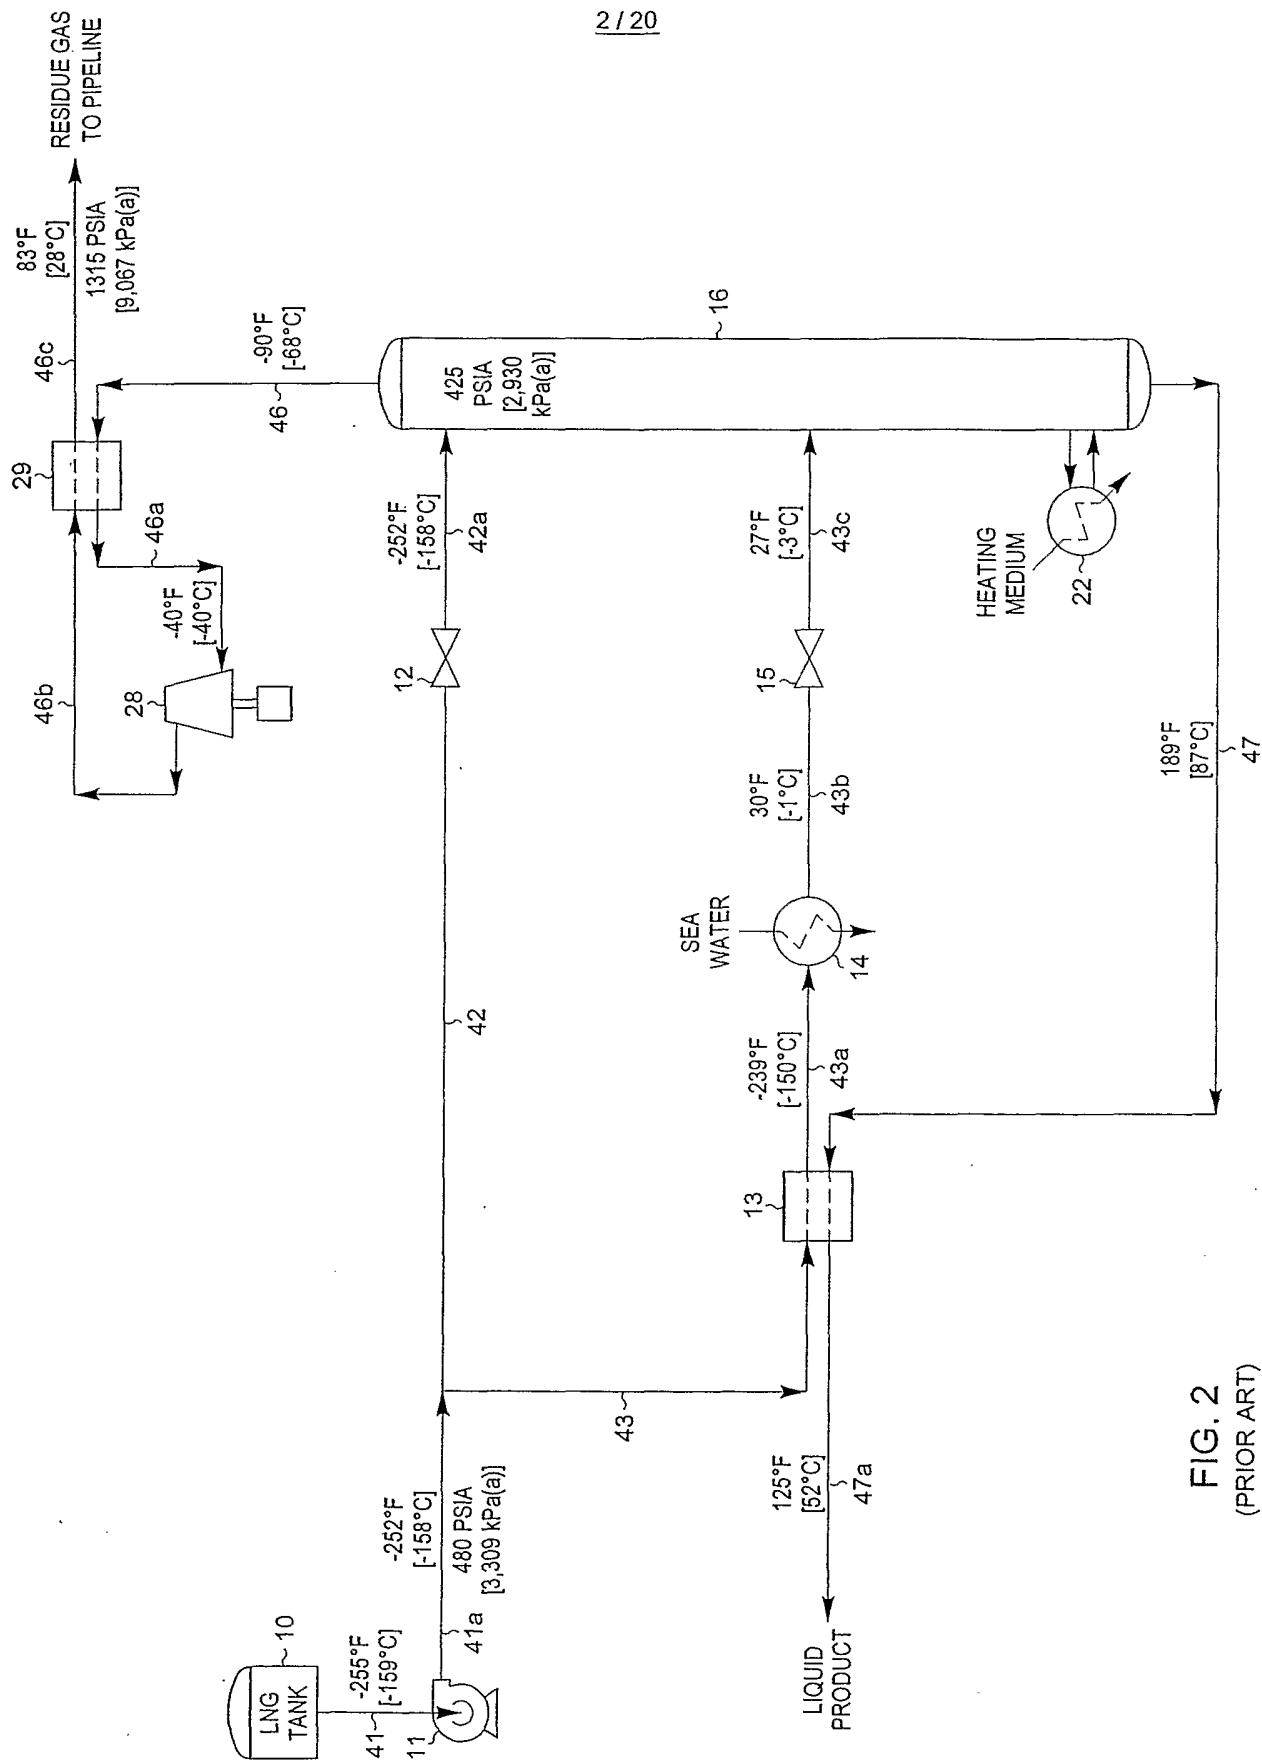 2 / 20
RESIDUE GAS
TO PIPELINE
83°F
[28°C]
1315 PSIA
[9,067 kPa(a)]
46c
29
46a
-40°F
[-40°C]
46b
28
-90°F
[-68°C]
46
16
425
PSIA
[2,930
kPa(a)]
-252°F
[-158°C]
42a
12
42
27°F
[-3°C]
43c
15
30°F
[-1°C]
43b
SEA
WATER
14
-239°F
[-150°C]
43a
13
HEATING
MEDIUM
22
189°F
[87°C]
47
43
125°F
[52°C]
47a
LIQUID
PRODUCT
-252°F
[-158°C]
480 PSIA
[3,309 kPa(a)]
41a
LNG
TANK
10
-255°F
[-159°C]
41
11
FIG. 2
(PRIOR ART)